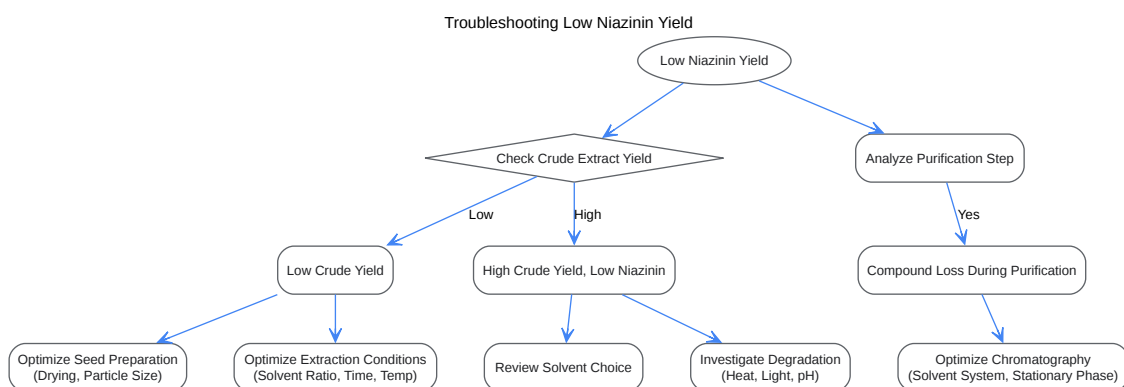 Troubleshooting Low Niazinin Yield
Low Niazinin Yield
Check Crude Extract Yield
Analyze Purification Step
Low
High
Yes
Low Crude Yield
High Crude Yield, Low Niazinin
Compound Loss During Purification
Optimize Seed Preparation
(Drying, Particle Size)
Optimize Extraction Conditions
(Solvent Ratio, Time, Temp)
Review Solvent Choice
Investigate Degradation
(Heat, Light, pH)
Optimize Chromatography
(Solvent System, Stationary Phase)